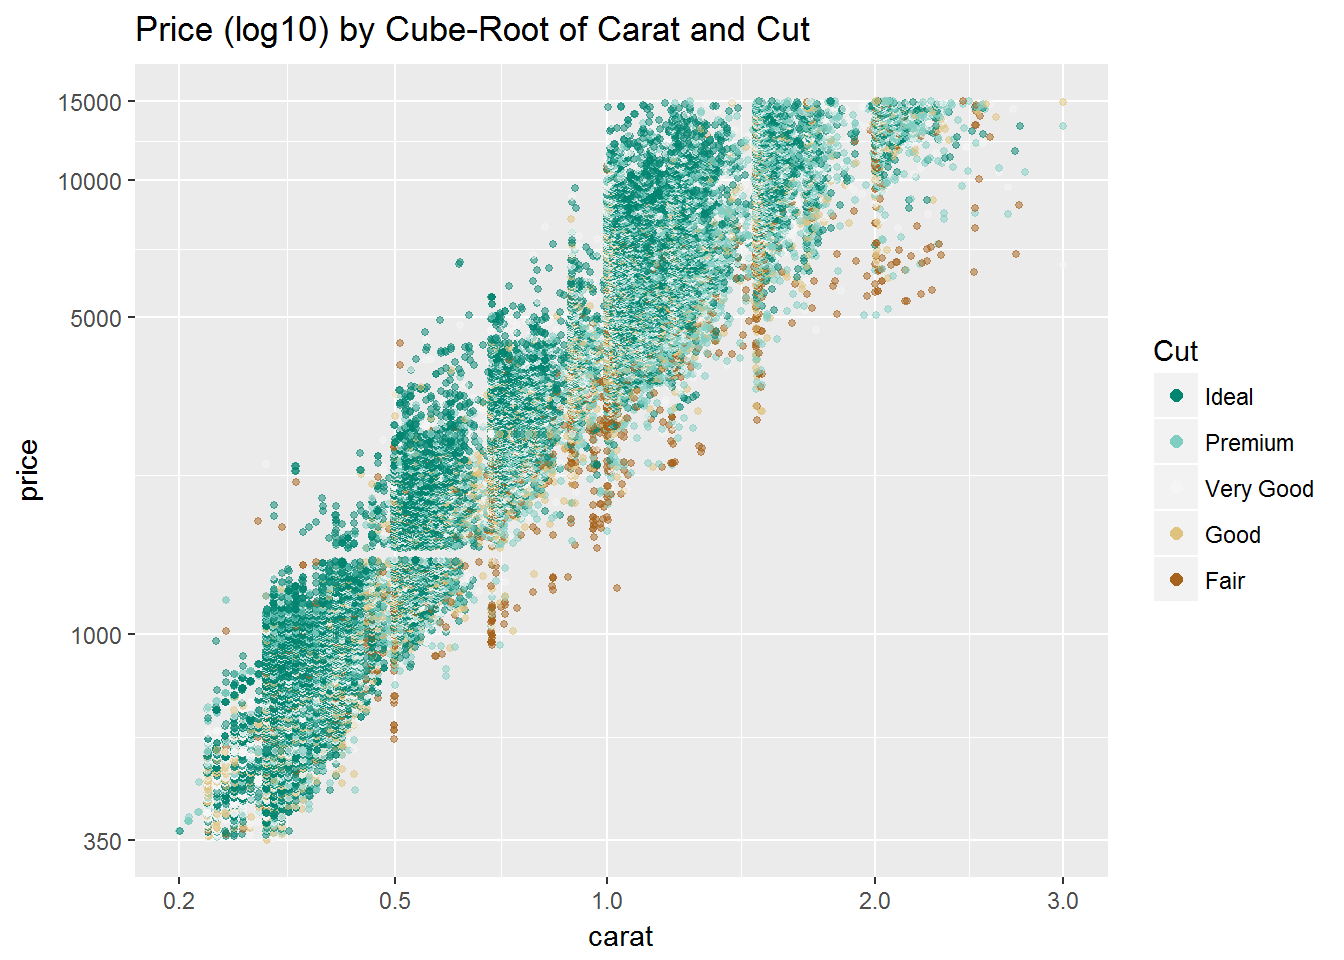 Price (log10) by Cube-Root of Carat and Cut
15000
10000
5000
1000
350
price
0.2 0.5 1.0 2.0 3.0
carat
Cut
Ideal
Premium
Very Good
Good
Fair